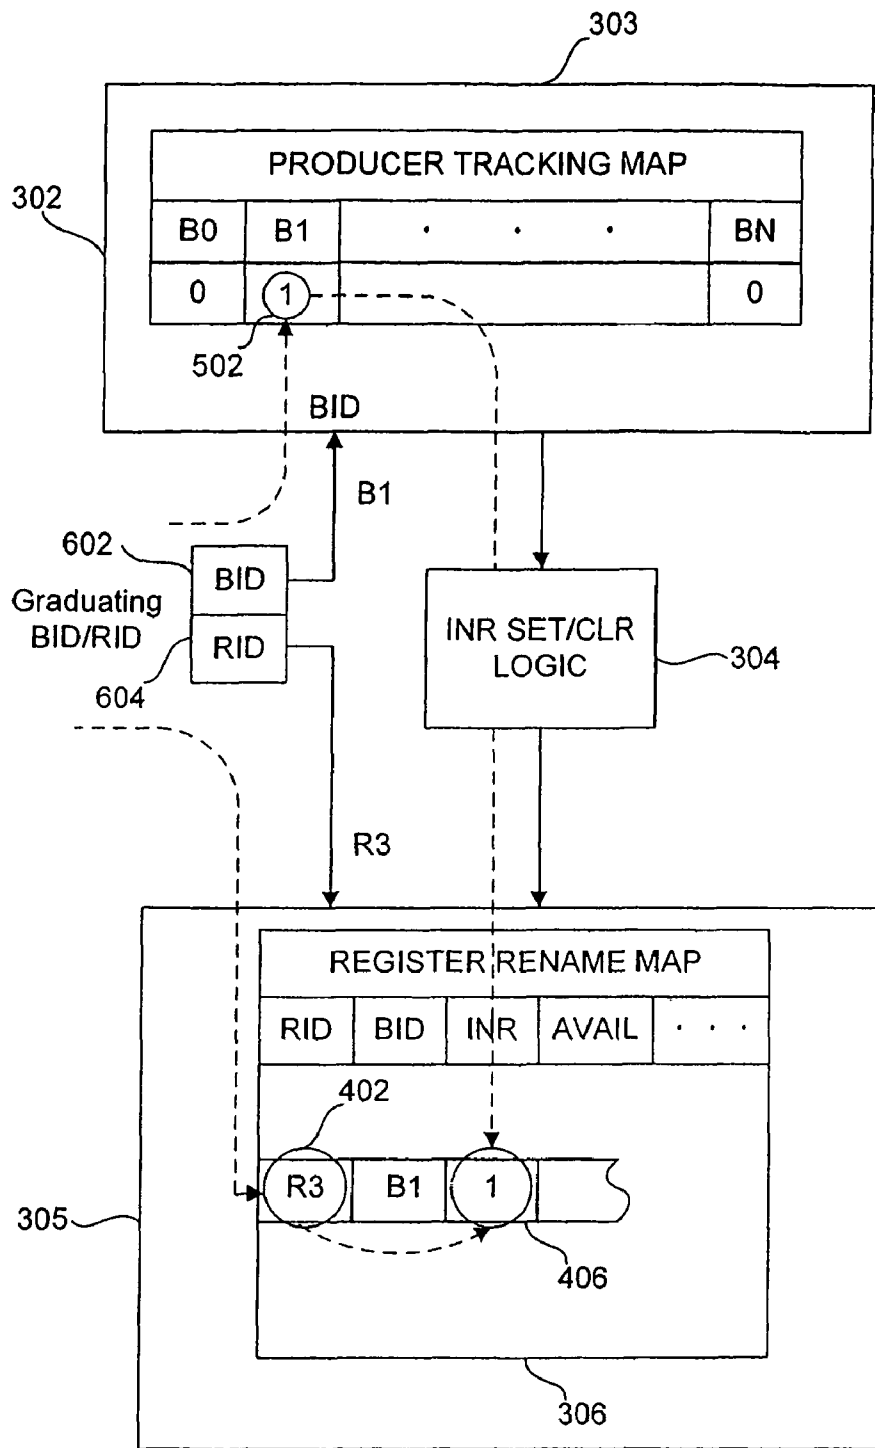 303
PRODUCER TRACKING MAP
302
B0 B1 · · · BN
0 1 0
502
BID
B1
602
BID
Graduating
BID/RID
RID
604
INR SET/CLR
LOGIC
304
R3
REGISTER RENAME MAP
RID BID INR AVAIL · · ·
402
R3 B1 1
305
406
306